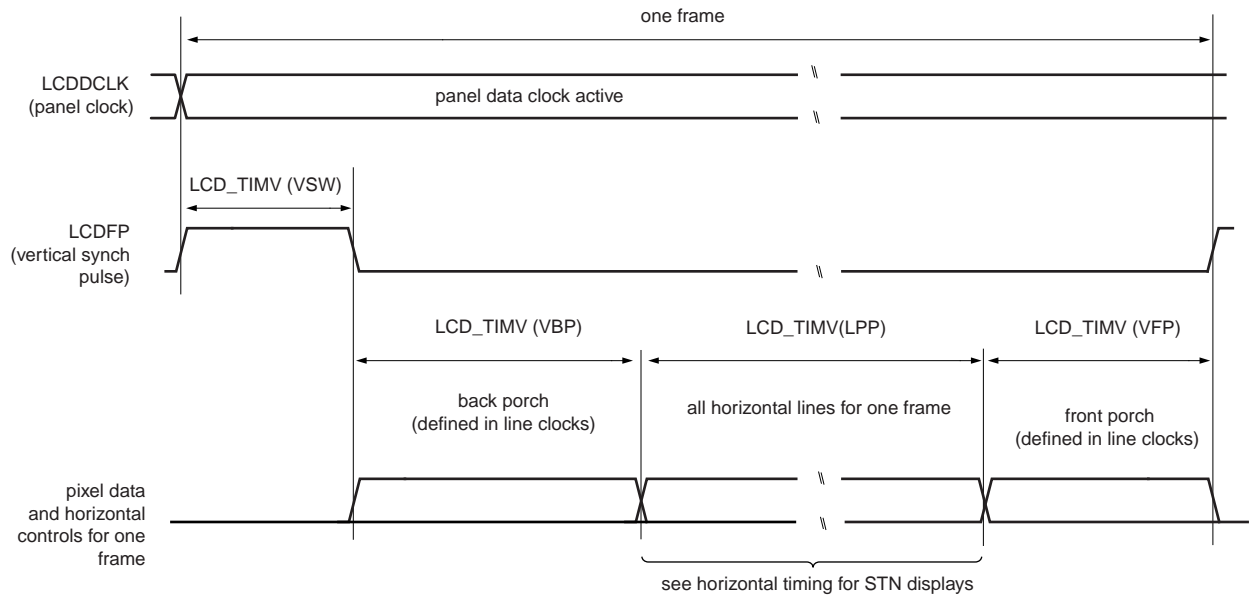 one frame
LCDDCLK
(panel clock)
panel data clock active
LCD_TIMV (VSW)
LCDFP
(vertical synch
pulse)
LCD_TIMV (VBP)
LCD_TIMV(LPP)
LCD_TIMV (VFP)
back porch
(defined in line clocks)
all horizontal lines for one frame
front porch
(defined in line clocks)
pixel data
and horizontal
controls for one
frame
see horizontal timing for STN displays